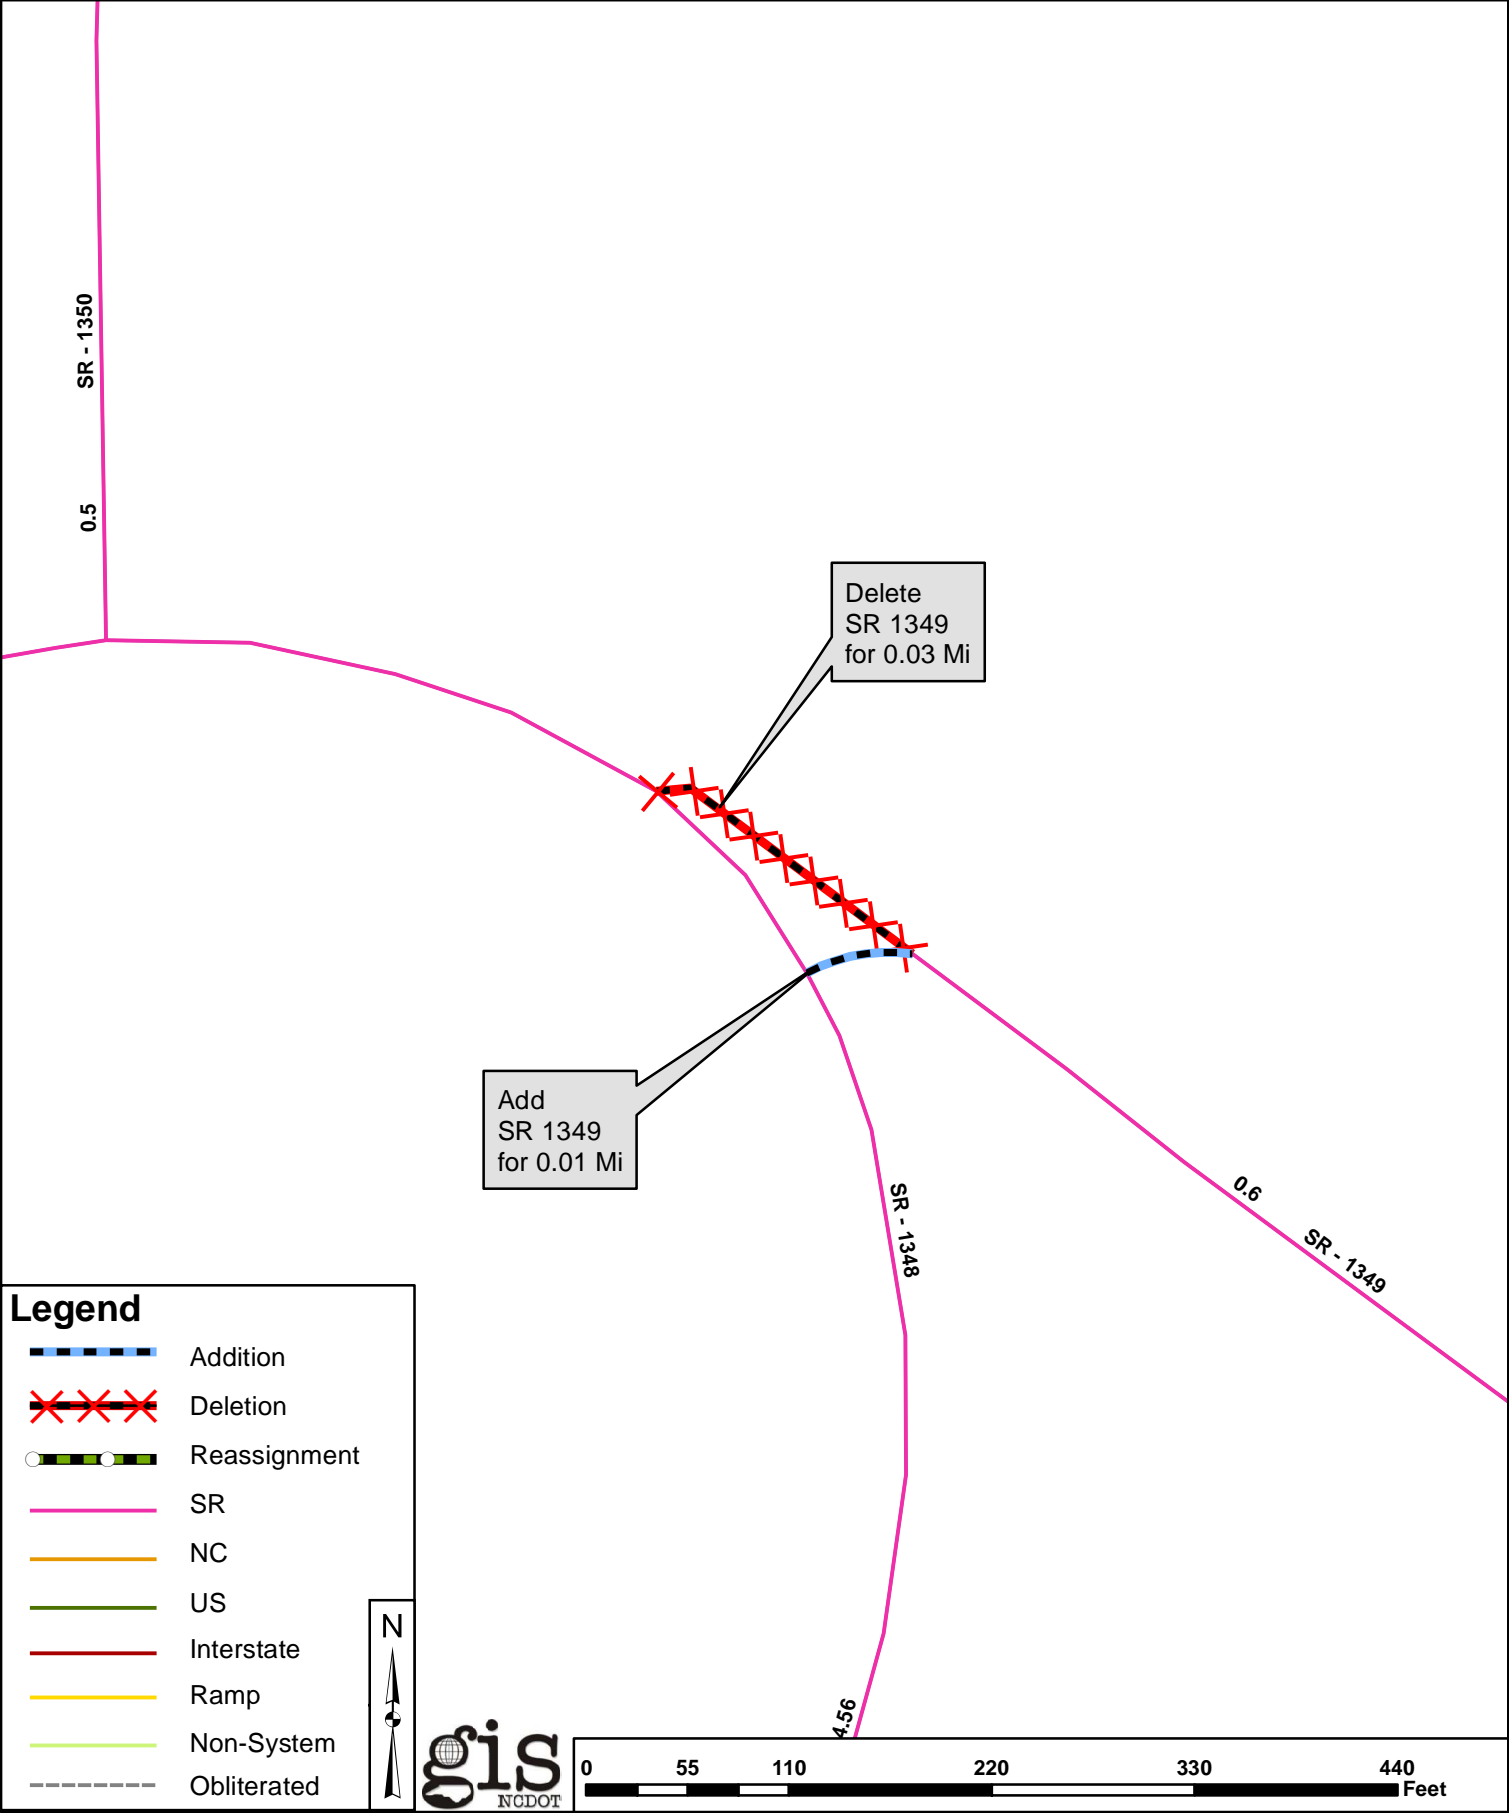 SR - 1350
0.5
Delete
SR 1349
for 0.03 Mi
Add
SR 1349
for 0.01 Mi
SR - 1348
0.6
SR - 1349
4.56
Legend
Addition
Deletion
Reassignment
SR
NC
US
Interstate
Ramp
Non-System
Obliterated
N
gis
NCDOT
0 55 110 220 330 440
Feet